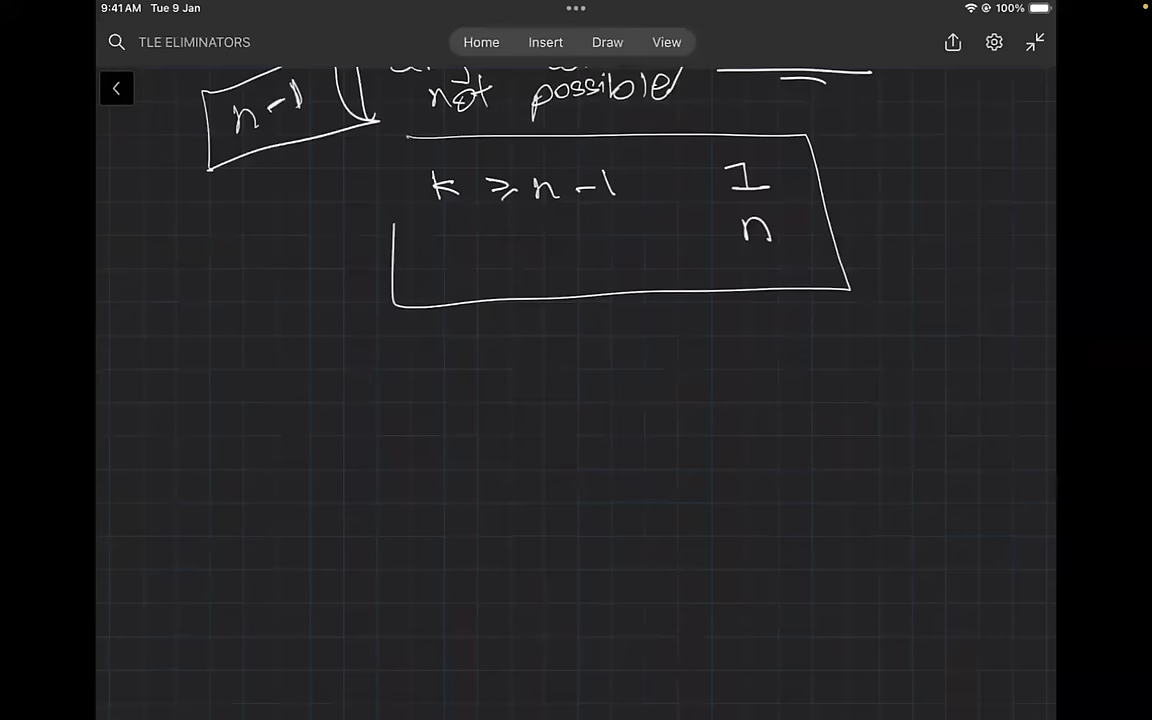 9:41 AM Tue 9 Jan
100%
TLE ELIMINATORS
Home Insert Draw View
n-1
not possible
k ≥ n -1 1
n